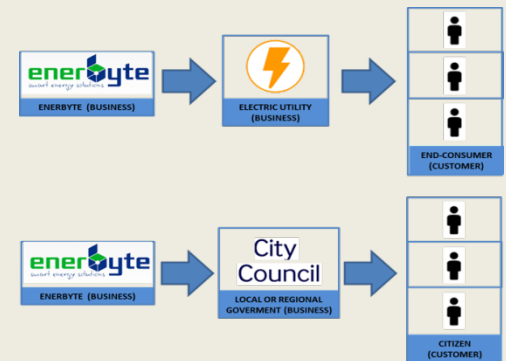 enerbyte
smart energy solutions
ENERBYTE (BUSINESS)
ELECTRIC UTILITY
(BUSINESS)
END-CONSUMER
(CUSTOMER)
enerbyte
smart energy solutions
ENERBYTE (BUSINESS)
City
Council
LOCAL OR REGIONAL
GOVERMENT (BUSINESS)
CITIZEN
(CUSTOMER)